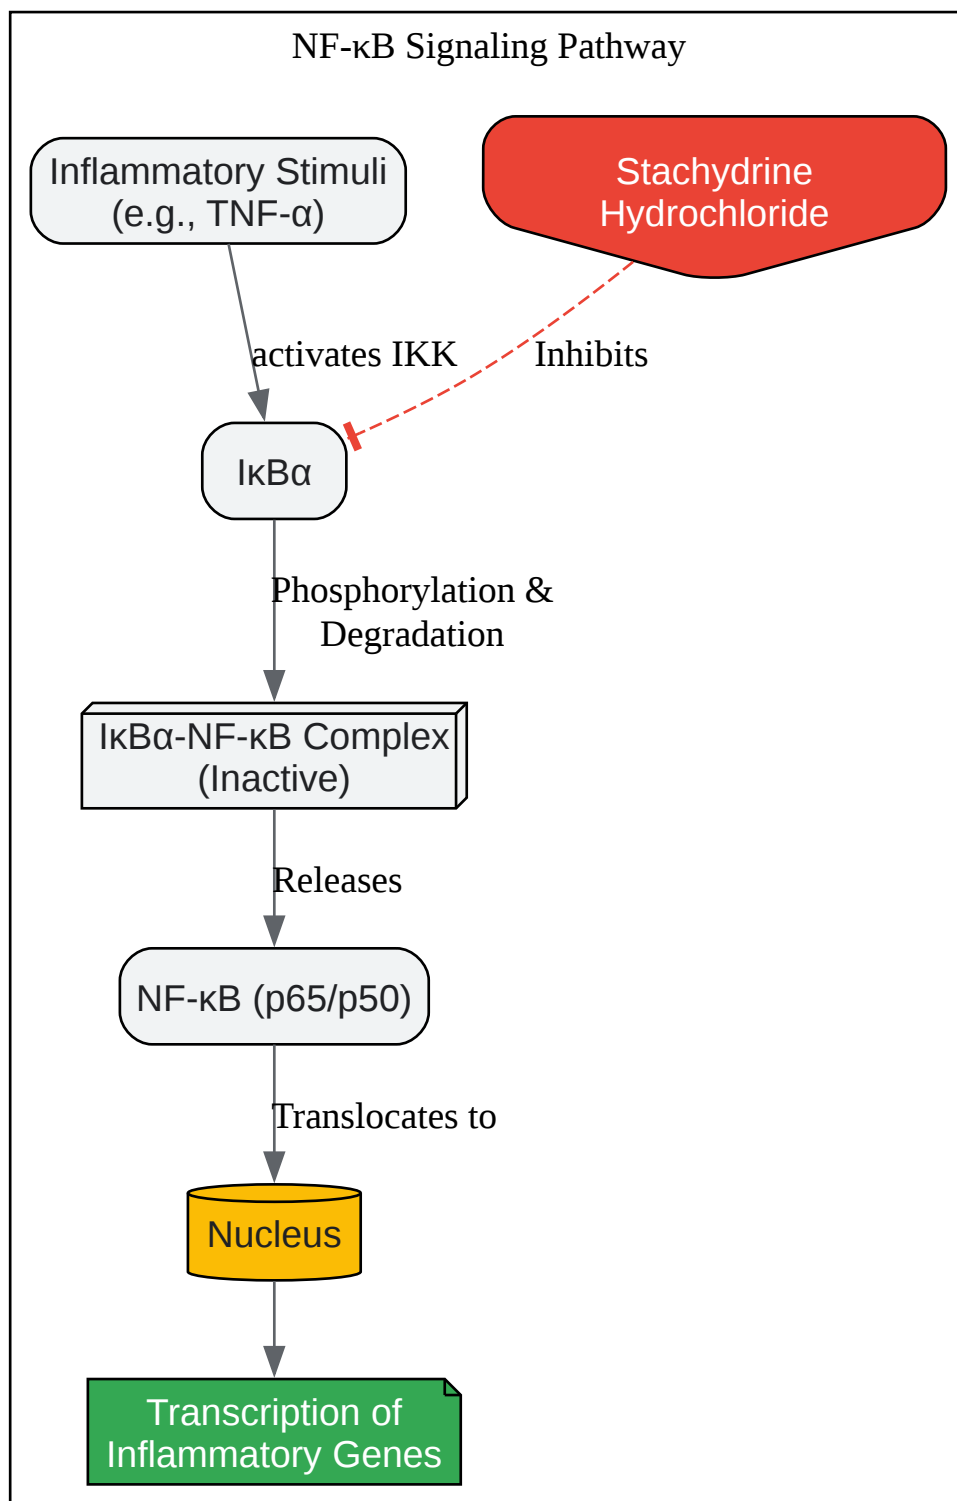 NF-κB Signaling Pathway
Inflammatory Stimuli
(e.g., TNF-α)
Stachydrine
Hydrochloride
activates IKK
Inhibits
IκBα
Phosphorylation &
Degradation
IκBα-NF-κB Complex
(Inactive)
Releases
NF-κB (p65/p50)
Translocates to
Nucleus
Transcription of
Inflammatory Genes